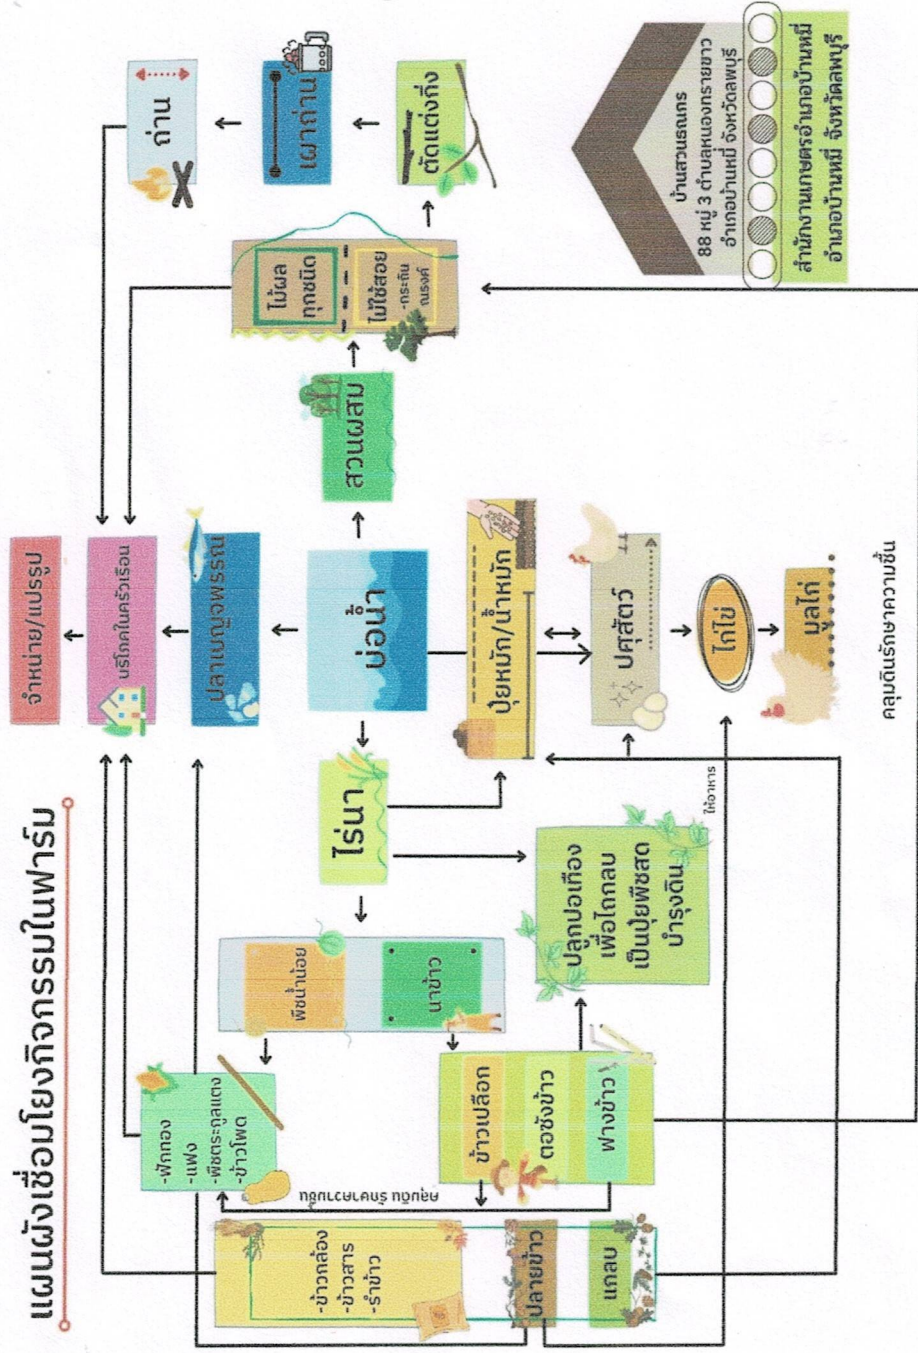 แผนผังเชื่อมโยงกิจกรรมในฟาร์ม
จำหน่าย/แปรรูป
บริโภคในครัวเรือน
ปลาเบญจพรรณ
บ่อน้ำ
ไร่นา
สวนผสม
ไม้ผล
ทุกชนิด
ไม้ใช้สอย
-กระถิน
ณรงค์
ตัดแต่งกิ่ง
เผาถ่าน
ถ่าน
พืชน้ำน้อย
นาข้าว
-ฟักทอง
-แฟง
-พืชตระกูลแตง
-ข้าวโพด
คลุมดิน รักษาความชื้น
ข้าวเปลือก
ตอซังข้าว
ฟางข้าว
-ข้าวกล้อง
-ข้าวสาร
-รำข้าว
ปลายข้าว
แกลบ
ปลูกปอเทือง
เพื่อไถกลบ
เป็นปุ๋ยพืชสด
บำรุงดิน
ปุ๋ยหมัก/น้ำหมัก
ปศุสัตว์
ไก่ไข่
มูลไก่
ให้อาหาร
คลุมดินรักษาความชื้น
บ้านสวนธนกร
88 หมู่ 3 ตำบลหนองทรายขาว
อำเภอบ้านหมี่ จังหวัดลพบุรี
สำนักงานเกษตรอำเภอบ้านหมี่
อำเภอบ้านหมี่ จังหวัดลพบุรี